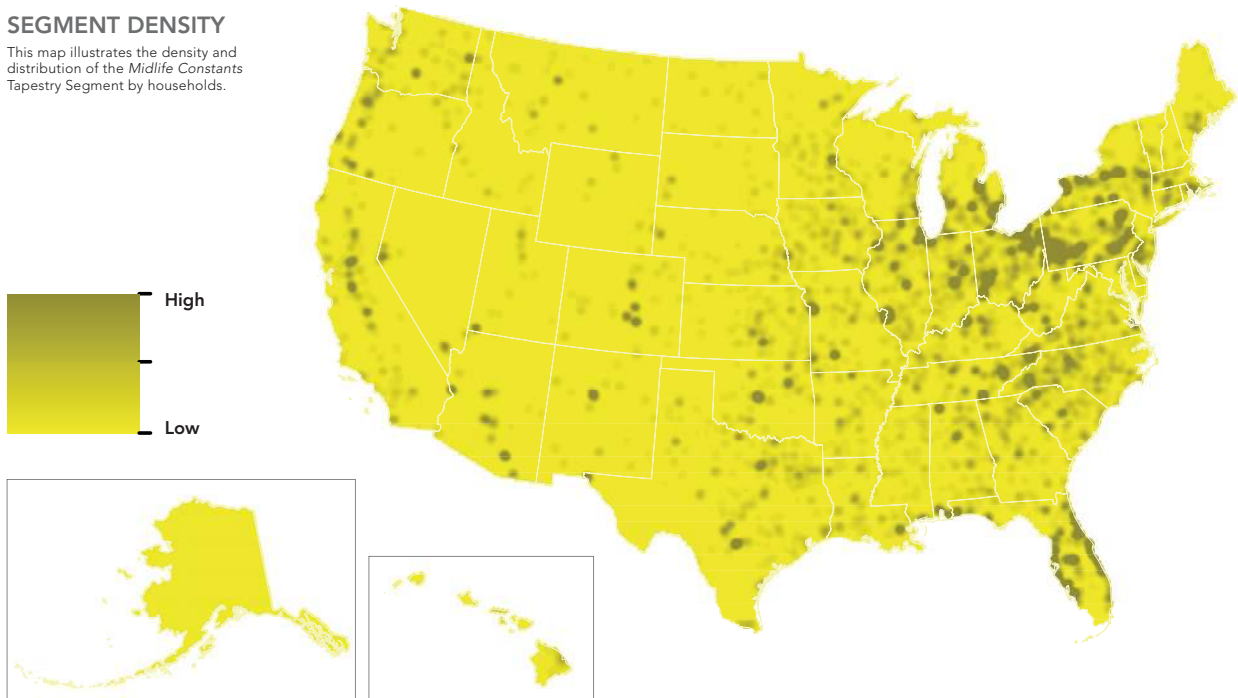 SEGMENT DENSITY
This map illustrates the density and
distribution of the Midlife Constants
Tapestry Segment by households.
High
Low